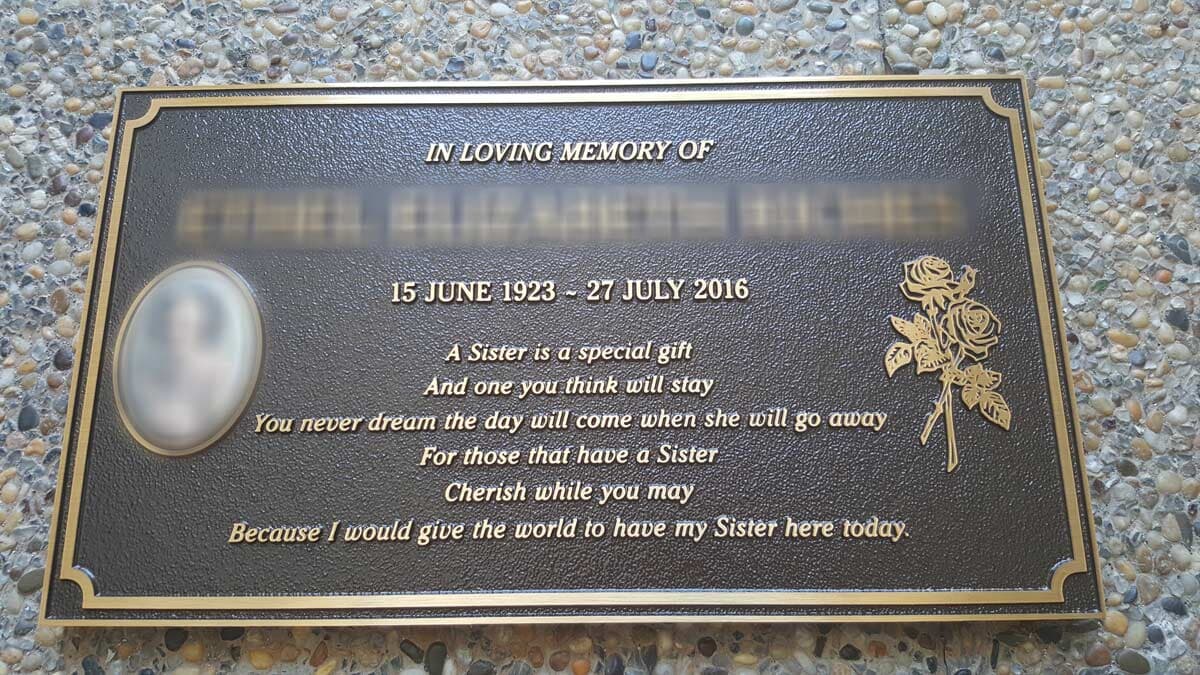 IN LOVING MEMORY OF
15 JUNE 1923 ~ 27 JULY 2016
A Sister is a special gift
And one you think will stay
You never dream the day will come when she will go away
For those that have a Sister
Cherish while you may
Because I would give the world to have my Sister here today.